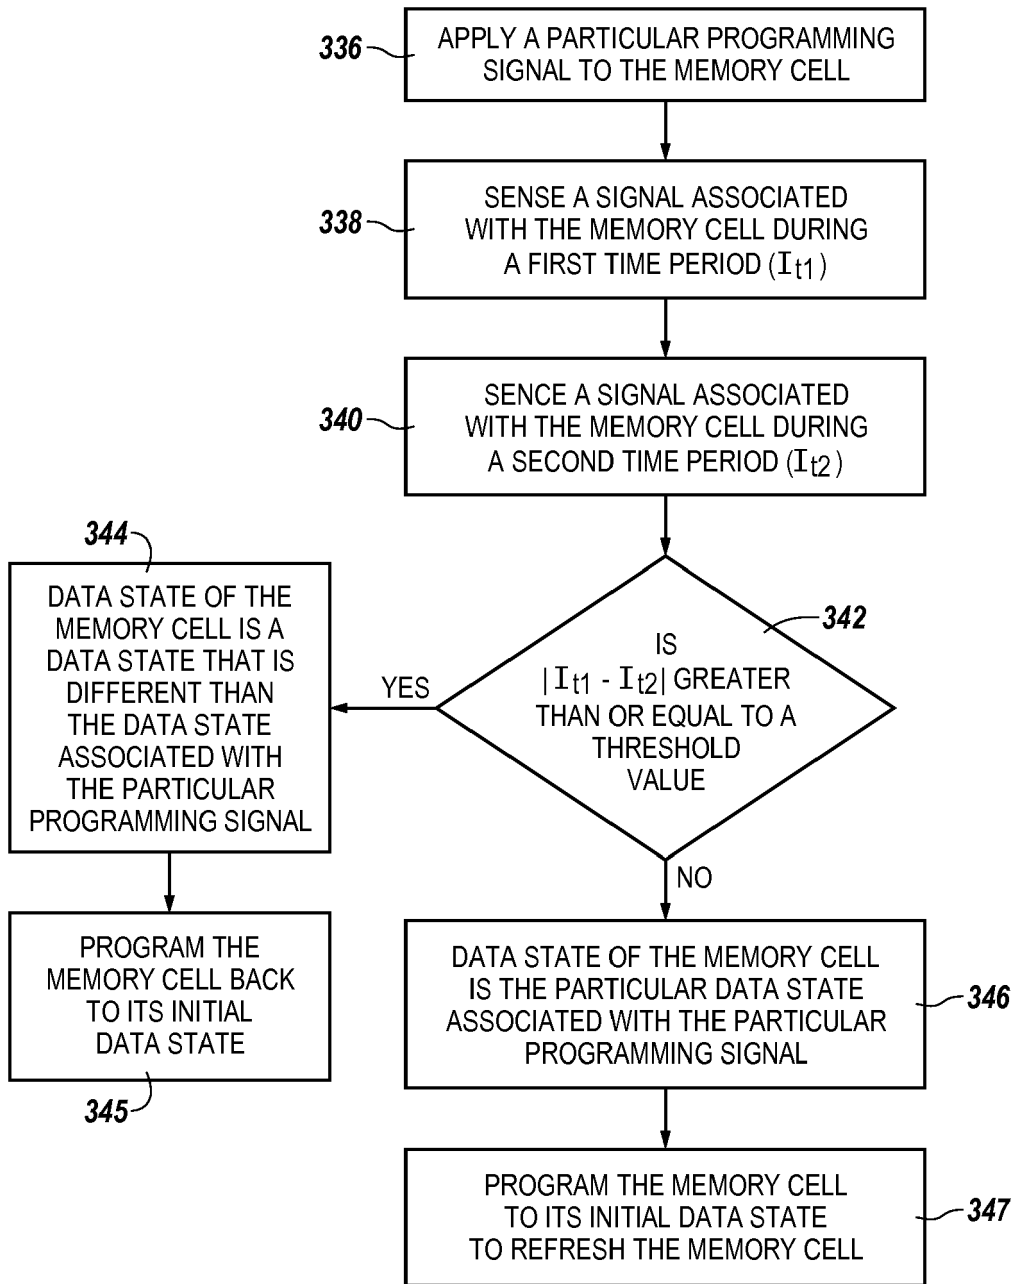 336
APPLY A PARTICULAR PROGRAMMING
SIGNAL TO THE MEMORY CELL
338
SENSE A SIGNAL ASSOCIATED
WITH THE MEMORY CELL DURING
A FIRST TIME PERIOD (It1)
340
SENCE A SIGNAL ASSOCIATED
WITH THE MEMORY CELL DURING
A SECOND TIME PERIOD (It2)
342
IS
|It1 - It2| GREATER
THAN OR EQUAL TO A
THRESHOLD
VALUE
YES
344
DATA STATE OF THE
MEMORY CELL IS A
DATA STATE THAT IS
DIFFERENT THAN
THE DATA STATE
ASSOCIATED WITH
THE PARTICULAR
PROGRAMMING SIGNAL
PROGRAM THE
MEMORY CELL BACK
TO ITS INITIAL
DATA STATE
345
NO
DATA STATE OF THE MEMORY CELL
IS THE PARTICULAR DATA STATE
ASSOCIATED WITH THE PARTICULAR
PROGRAMMING SIGNAL
346
PROGRAM THE MEMORY CELL
TO ITS INITIAL DATA STATE
TO REFRESH THE MEMORY CELL
347